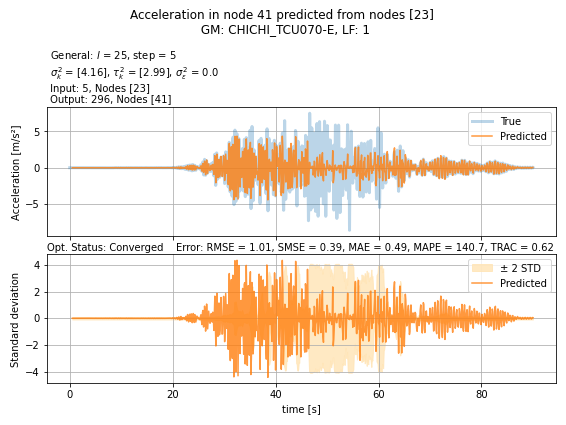 Acceleration in node 41 predicted from nodes [23]
GM: CHICHI_TCU070-E, LF: 1
General: l = 25, step = 5
σ²ₖ = [4.16], τ²ₖ = [2.99], σ²ε = 0.0
Input: 5, Nodes [23]
Output: 296, Nodes [41]
True
Predicted
5
0
−5
Acceleration [m/s²]
Opt. Status: Converged Error: RMSE = 1.01, SMSE = 0.39, MAE = 0.49, MAPE = 140.7, TRAC = 0.62
± 2 STD
Predicted
4
2
0
−2
−4
Standard deviation
0 20 40 60 80
time [s]